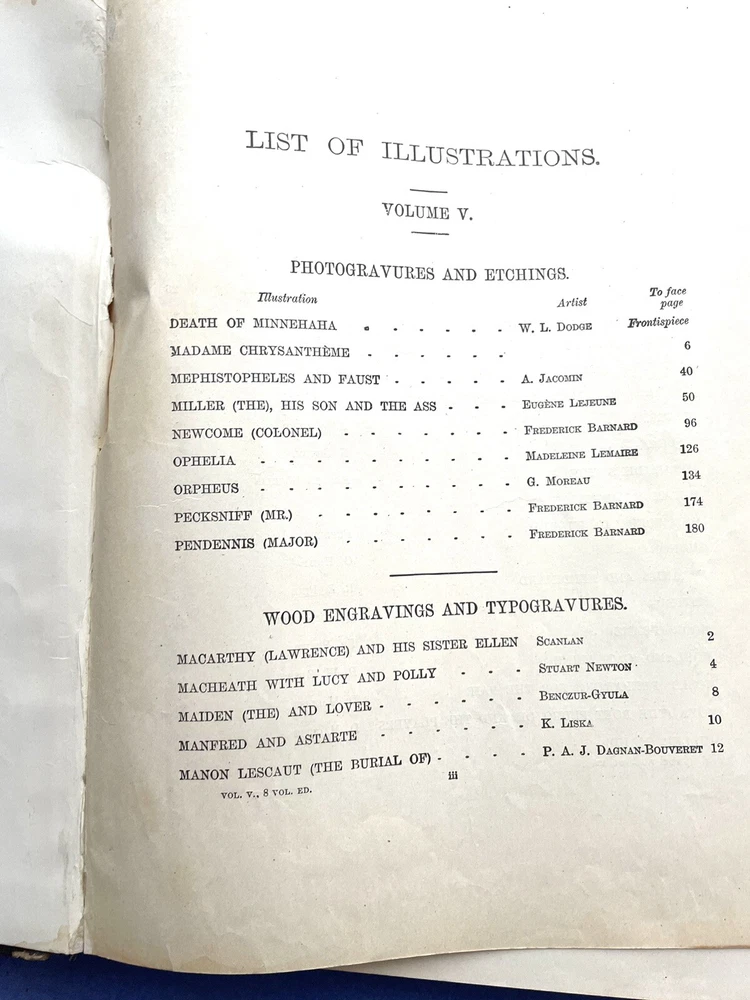 LIST OF ILLUSTRATIONS.
VOLUME V.
PHOTOGRAVURES AND ETCHINGS.
Illustration Artist To face page
DEATH OF MINNEHAHA . . . . . . W. L. Dodge Frontispiece
MADAME CHRYSANTHÈME . . . . . . 6
MEPHISTOPHELES AND FAUST . . . . . A. Jacomin 40
MILLER (THE), HIS SON AND THE ASS . . . Eugène Lejeune 50
NEWCOME (COLONEL) . . . . . . . Frederick Barnard 96
OPHELIA . . . . . . . . . . Madeleine Lemaire 126
ORPHEUS . . . . . . . . . . G. Moreau 134
PECKSNIFF (MR.) . . . . . . . . Frederick Barnard 174
PENDENNIS (MAJOR) . . . . . . . Frederick Barnard 180
WOOD ENGRAVINGS AND TYPOGRAVURES.
MACARTHY (LAWRENCE) AND HIS SISTER ELLEN Scanlan 2
MACHEATH WITH LUCY AND POLLY . . . Stuart Newton 4
MAIDEN (THE) AND LOVER . . . . . . Benczur-Gyula 8
MANFRED AND ASTARTE . . . . . . K. Liska 10
MANON LESCAUT (THE BURIAL OF) . . . . P. A. J. Dagnan-Bouveret 12
iii
VOL. V., 8 VOL. ED.